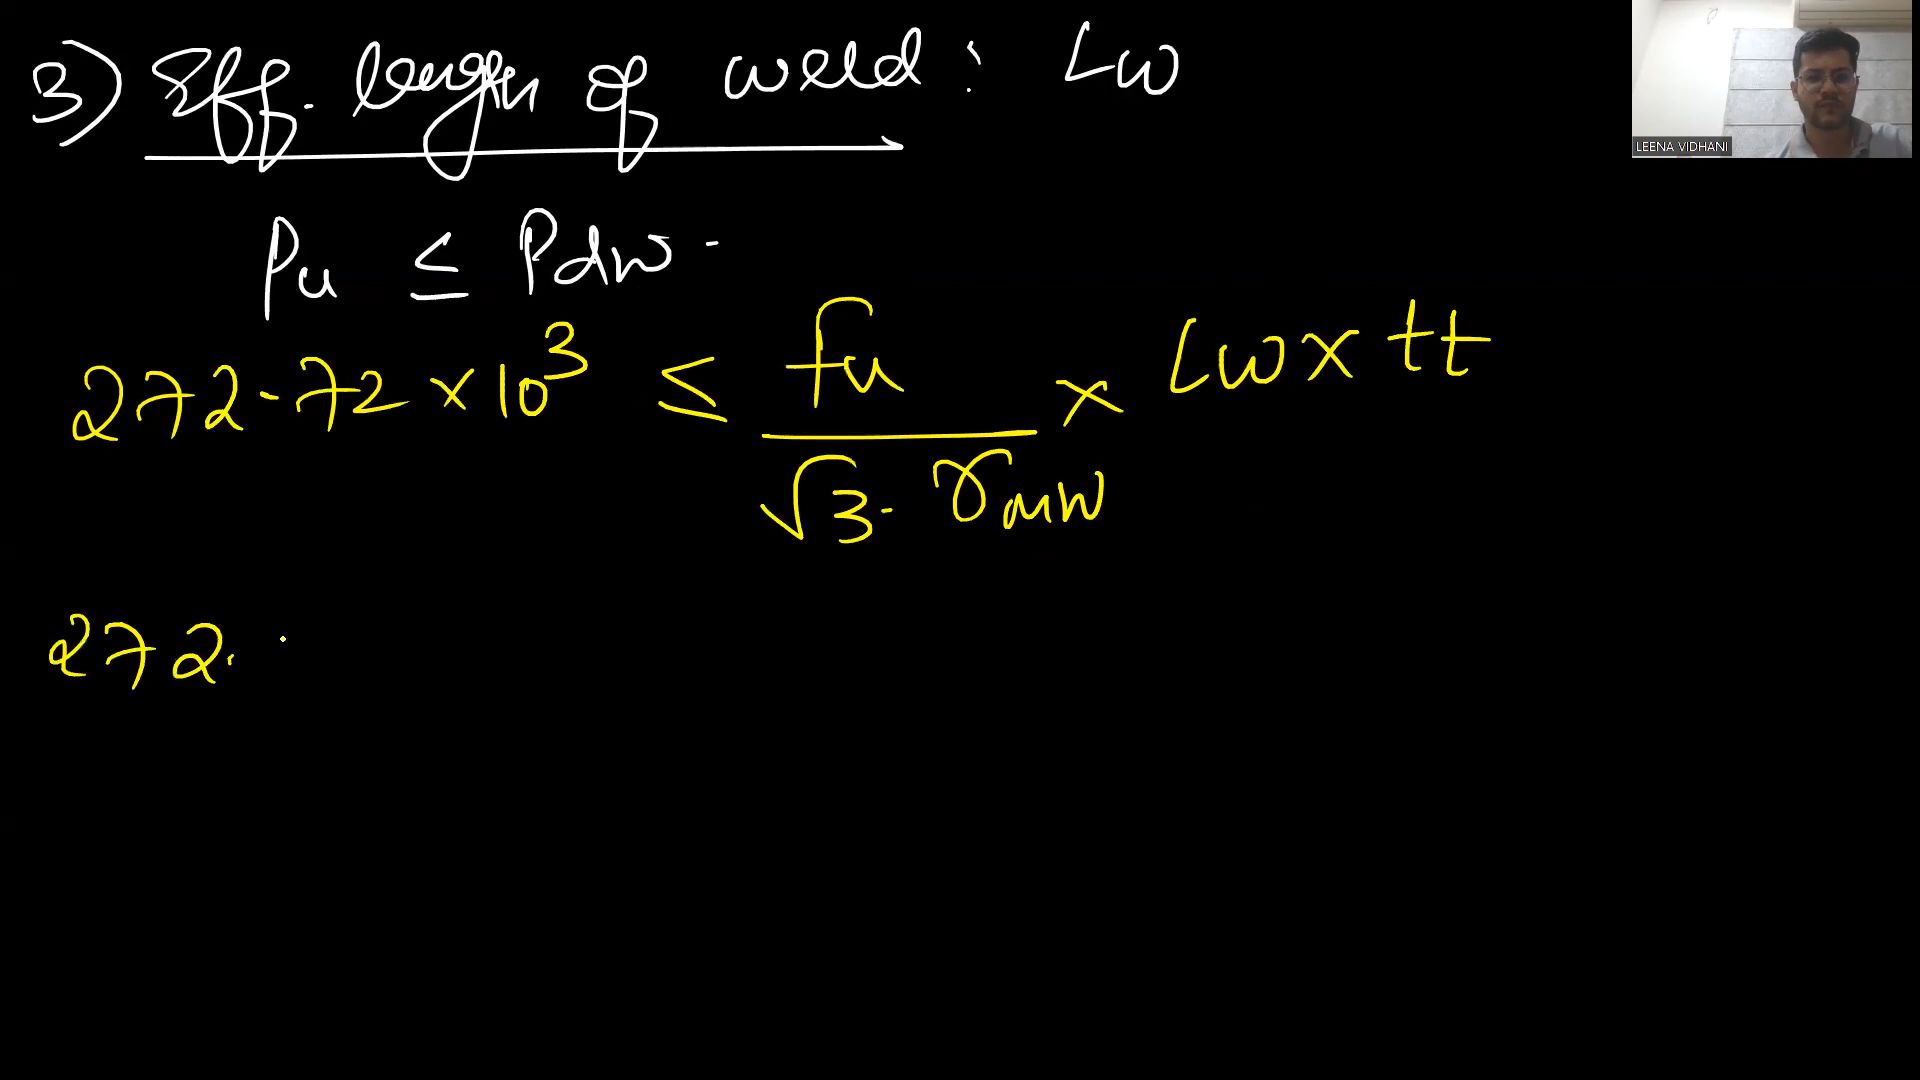 3) Eff. length of weld : Lw
LEENA VIDHANI
Pu ≤ Pdw.
272.72 × 10³ ≤ fu / √3. γmw × Lw × tt
272.